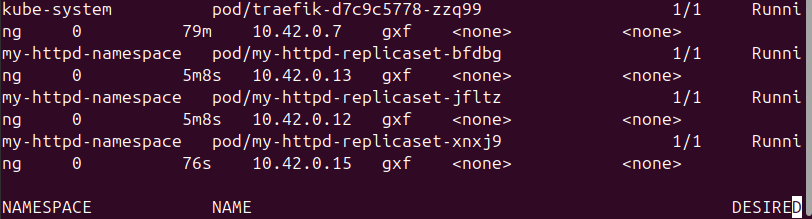 kube-system pod/traefik-d7c9c5778-zzq99 1/1 Runni
ng 0 79m 10.42.0.7 gxf <none> <none>
my-httpd-namespace pod/my-httpd-replicaset-bfdbg 1/1 Runni
ng 0 5m8s 10.42.0.13 gxf <none> <none>
my-httpd-namespace pod/my-httpd-replicaset-jfltz 1/1 Runni
ng 0 5m8s 10.42.0.12 gxf <none> <none>
my-httpd-namespace pod/my-httpd-replicaset-xnxj9 1/1 Runni
ng 0 76s 10.42.0.15 gxf <none> <none>
NAMESPACE NAME DESIRED